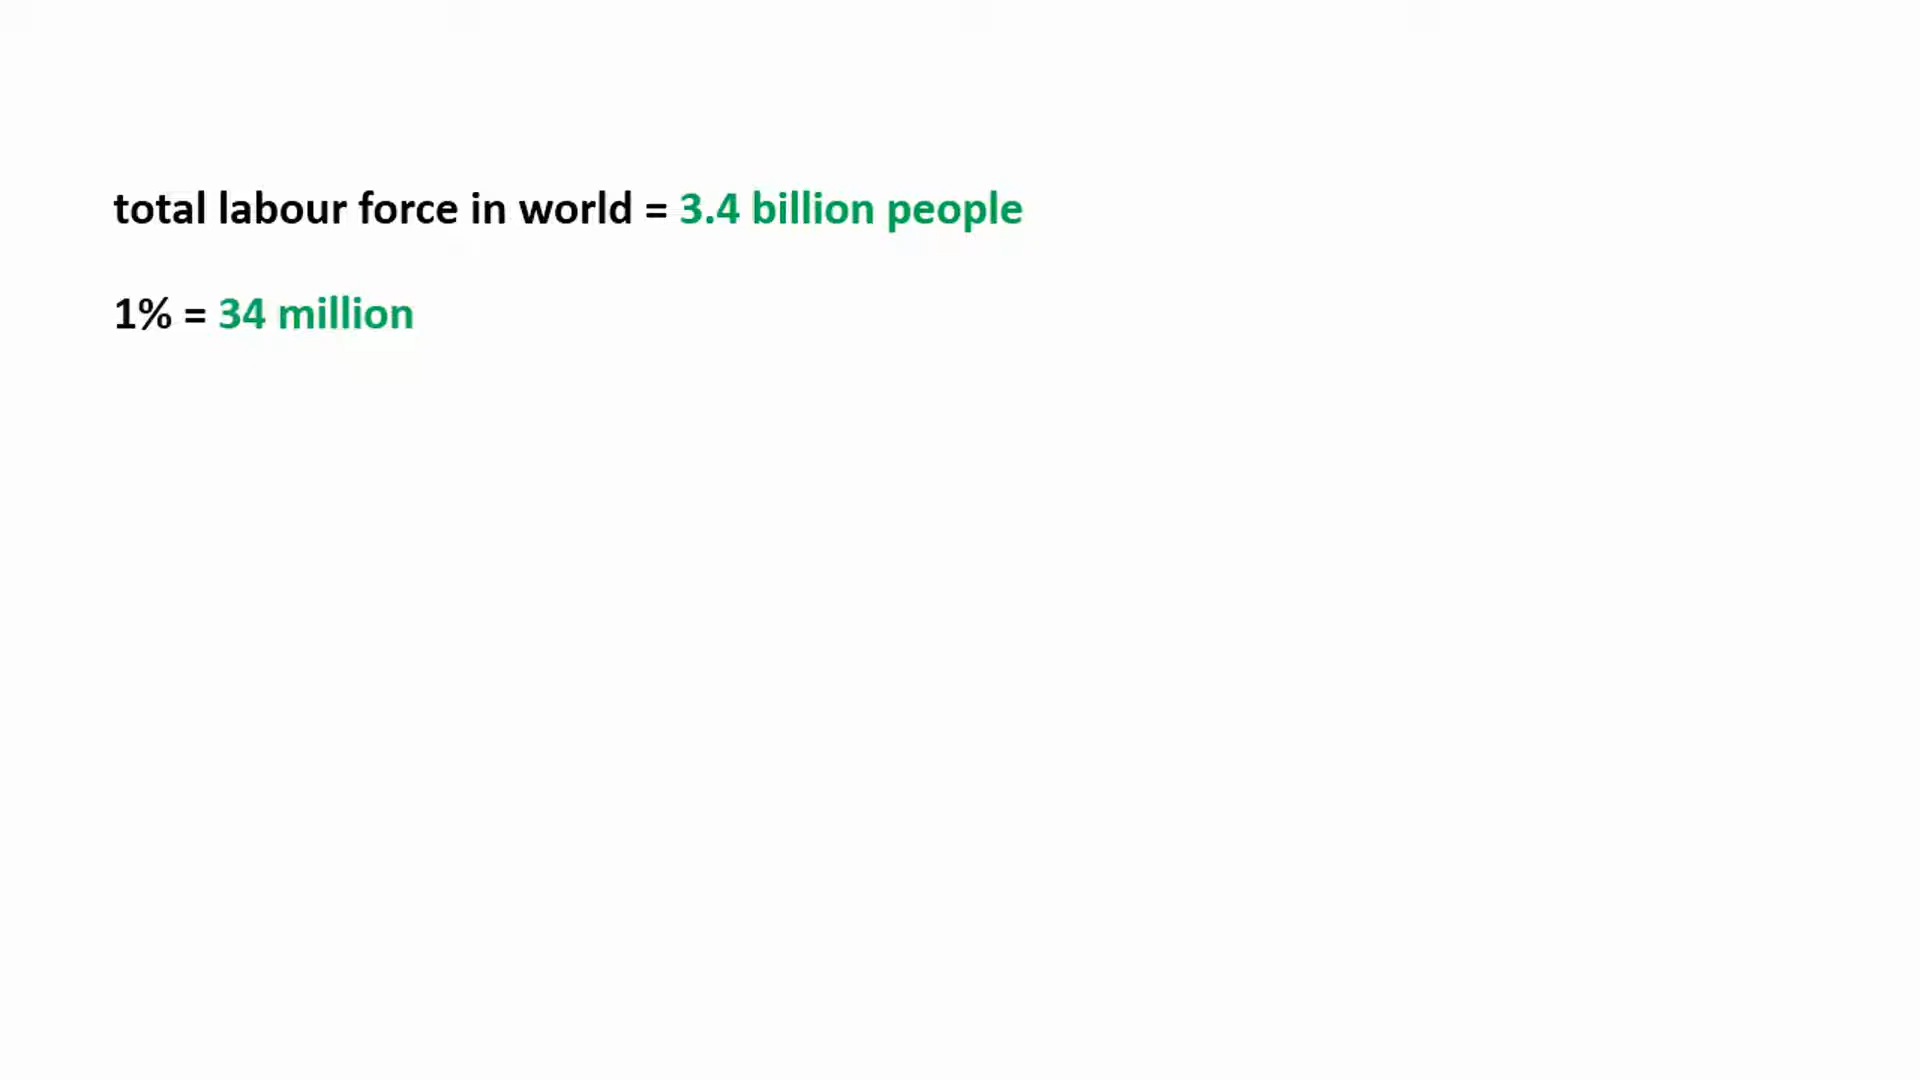 total labour force in world = 3.4 billion people
1% = 34 million